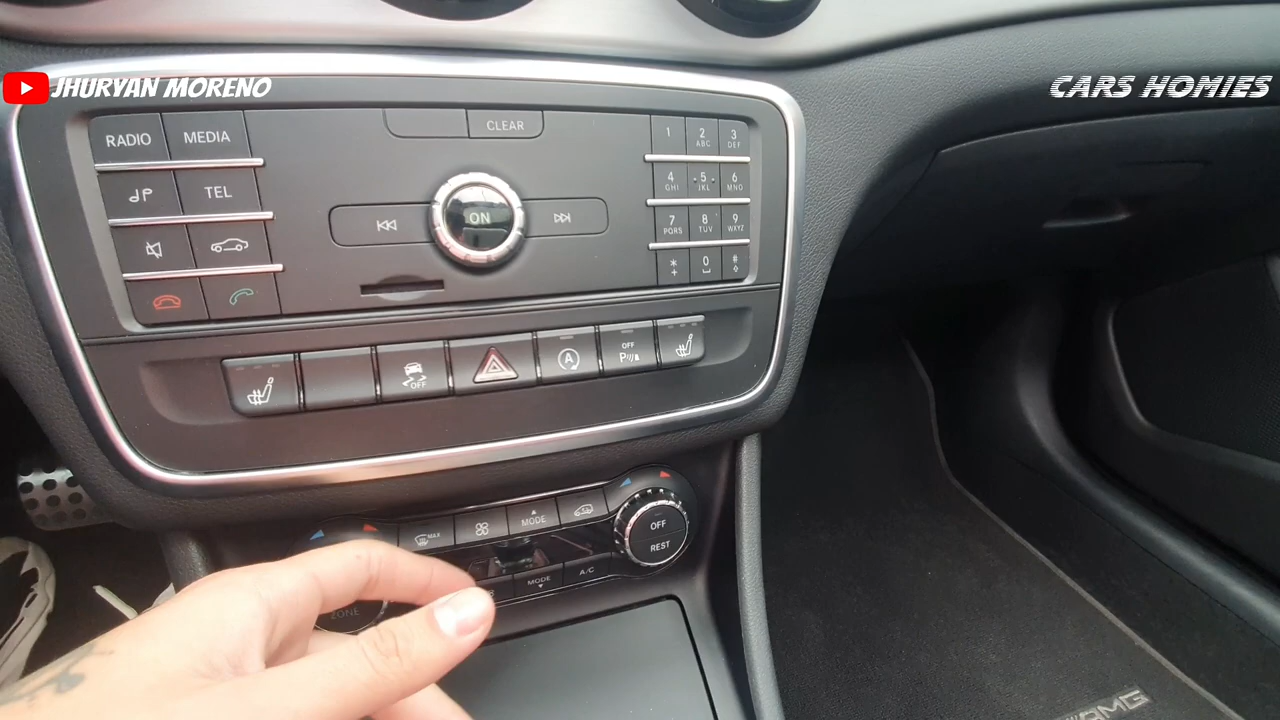 JHURYAN MORENO
CARS HOMIES
RADIO
MEDIA
CLEAR
1
2
ABC
3
DEF
TEL
4
GHI
5
JKL
6
MNO
ON
7
PQRS
8
TUV
9
WXYZ
*
+
0
#
OFF
A
OFF
P
MAX
MODE
OFF
REST
MODE
A/C
ZONE
AMG